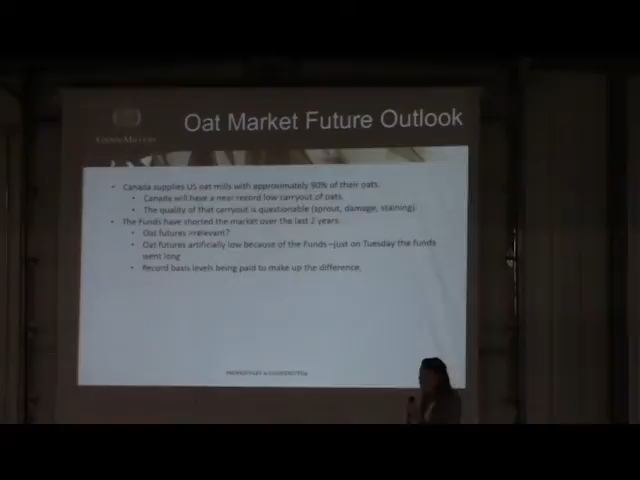 Oat Market Future Outlook
Canada supplies US oat mills with approximately 90% of their oats.
Canada will have a near record low carryout of oats.
The quality of that carryout is questionable (sprout, damage, staining).
The Funds have shorted the market over the last 2 years.
Oat futures irrelevant?
Oat futures artificially low because of the Funds –just on Tuesday the funds
went long
Record basis levels being paid to make up the difference.